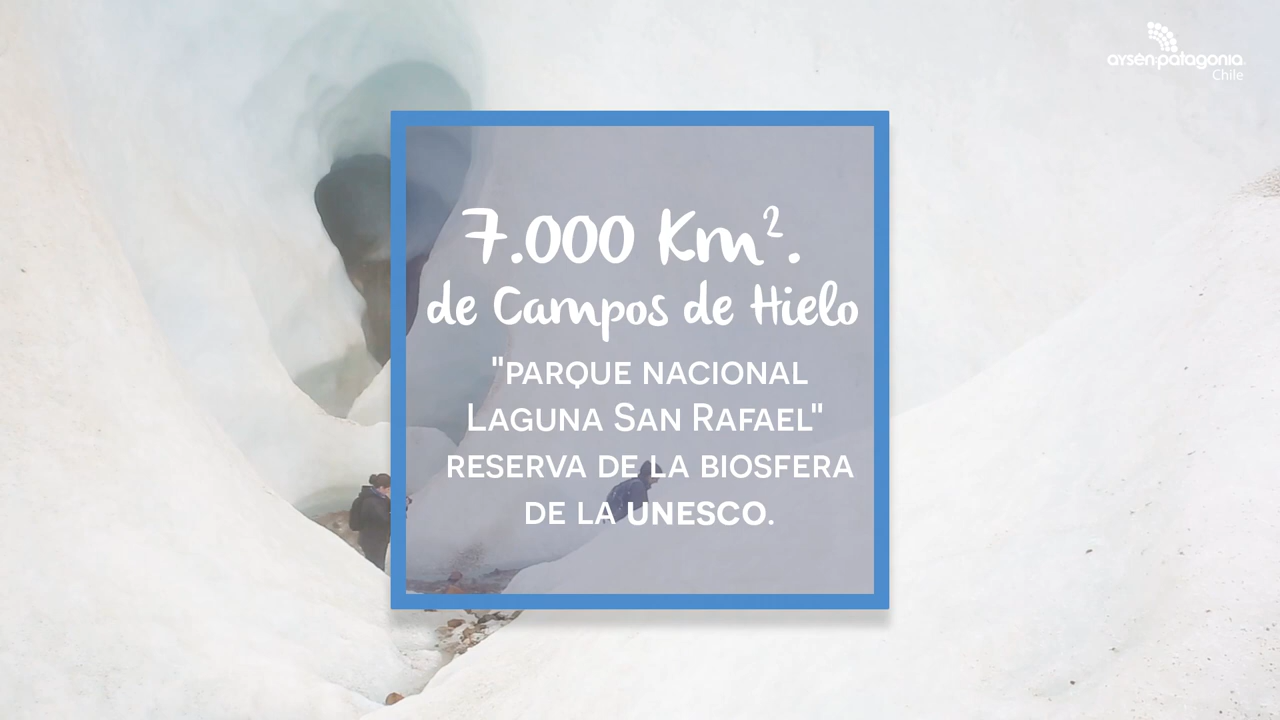 aysén patagonia
Chile
7.000 Km².
de Campos de Hielo
"PARQUE NACIONAL
LAGUNA SAN RAFAEL"
RESERVA DE LA BIOSFERA
DE LA UNESCO.